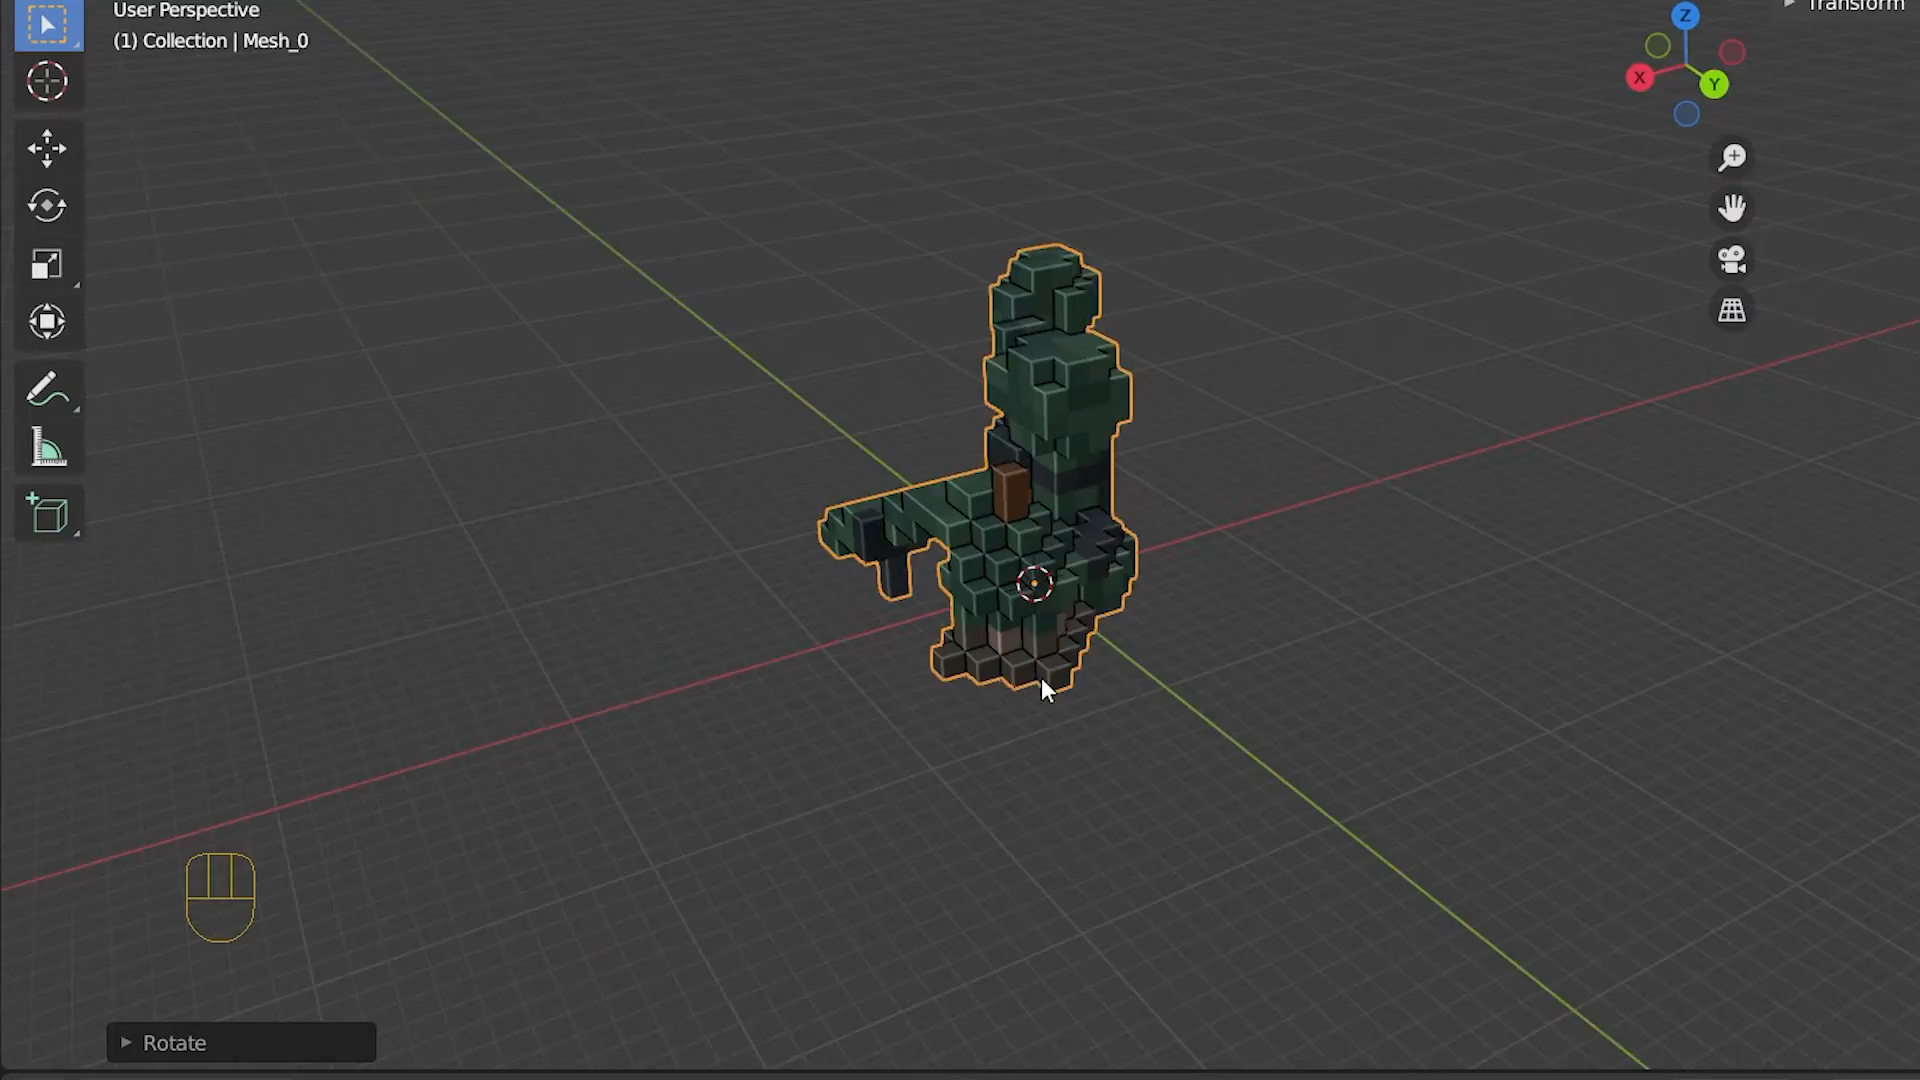 User Perspective
Transform
(1) Collection | Mesh_0
Z
X
Y
Rotate